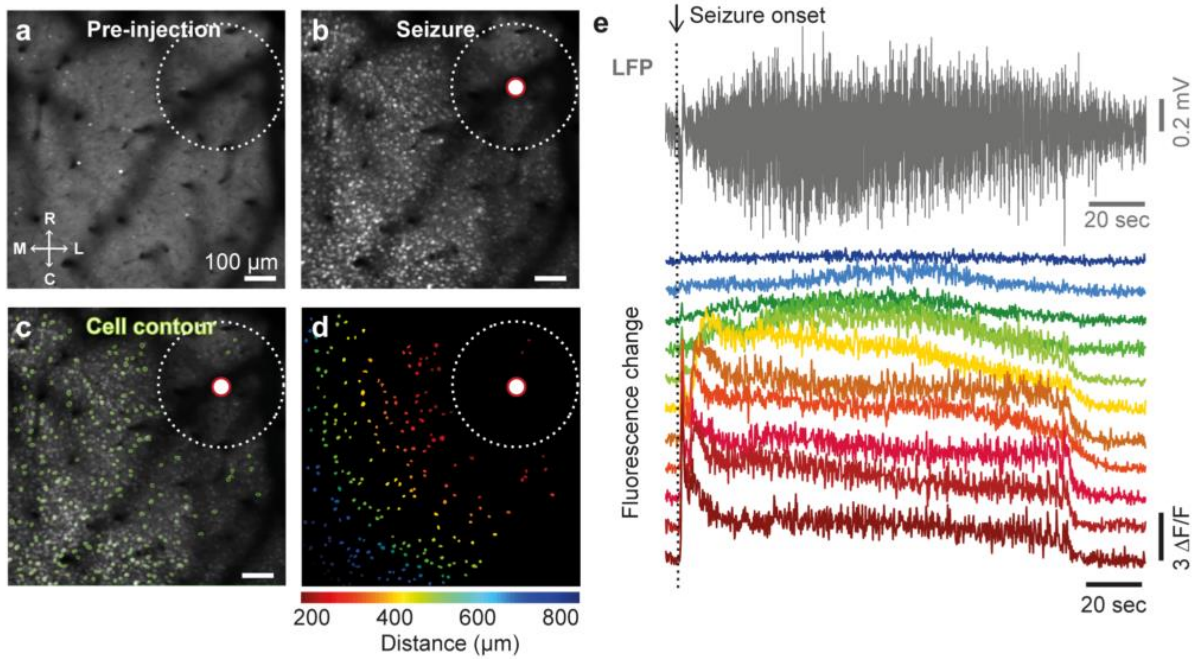 a Pre-injection
R
M L
C
100 µm
b Seizure
c Cell contour
d
200 400 600 800
Distance (µm)
e
Seizure onset
LFP
0.2 mV
20 sec
Fluorescence change
3 ΔF/F
20 sec